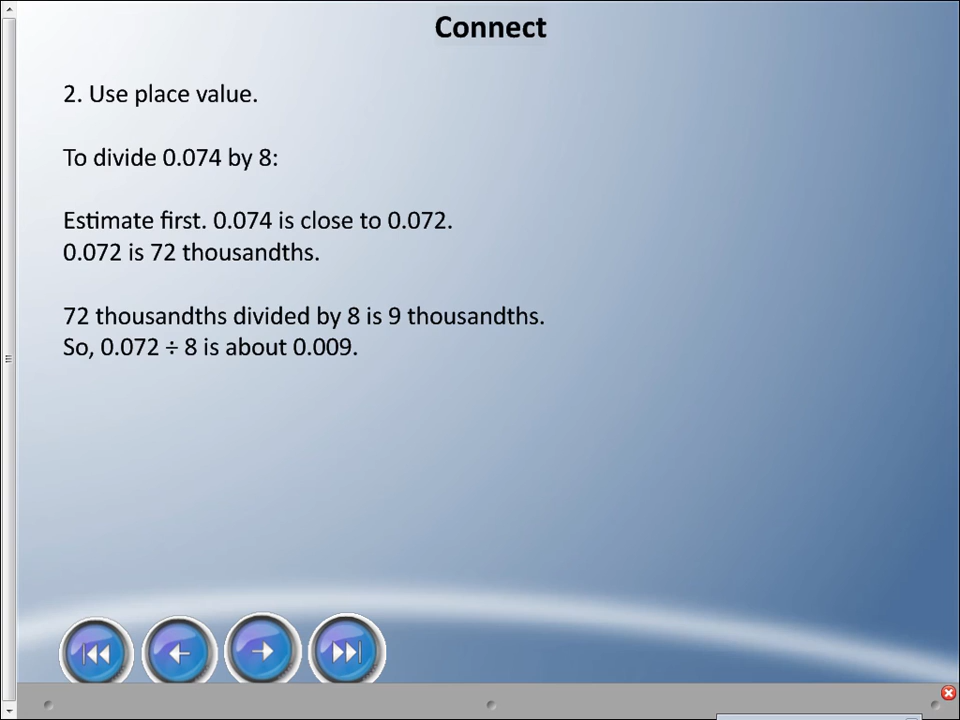 Connect
2. Use place value.
To divide 0.074 by 8:
Estimate first. 0.074 is close to 0.072.
0.072 is 72 thousandths.
72 thousandths divided by 8 is 9 thousandths.
So, 0.072 ÷ 8 is about 0.009.